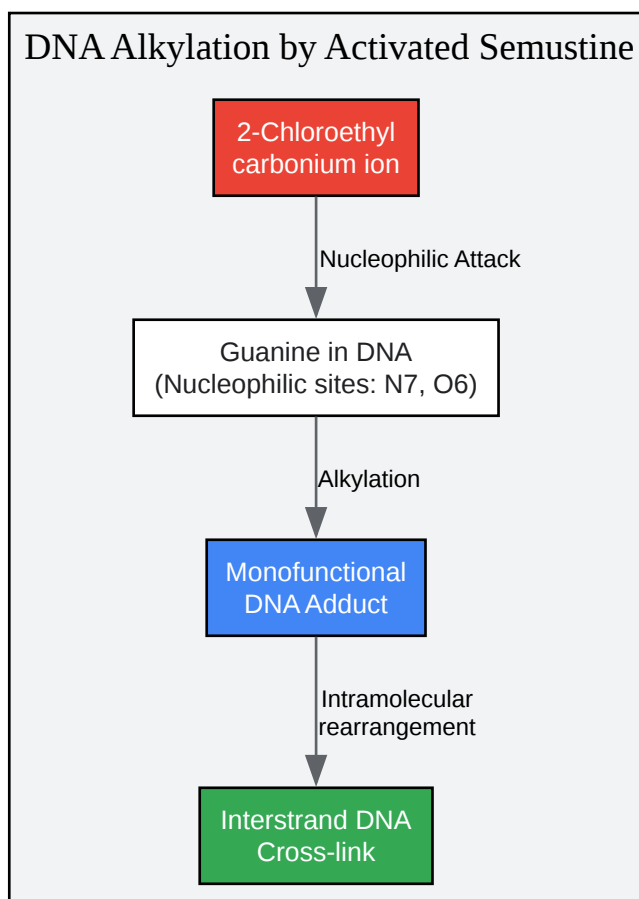 DNA Alkylation by Activated Semustine
2-Chloroethyl
carbonium ion
Nucleophilic Attack
Guanine in DNA
(Nucleophilic sites: N7, O6)
Alkylation
Monofunctional
DNA Adduct
Intramolecular
rearrangement
Interstrand DNA
Cross-link